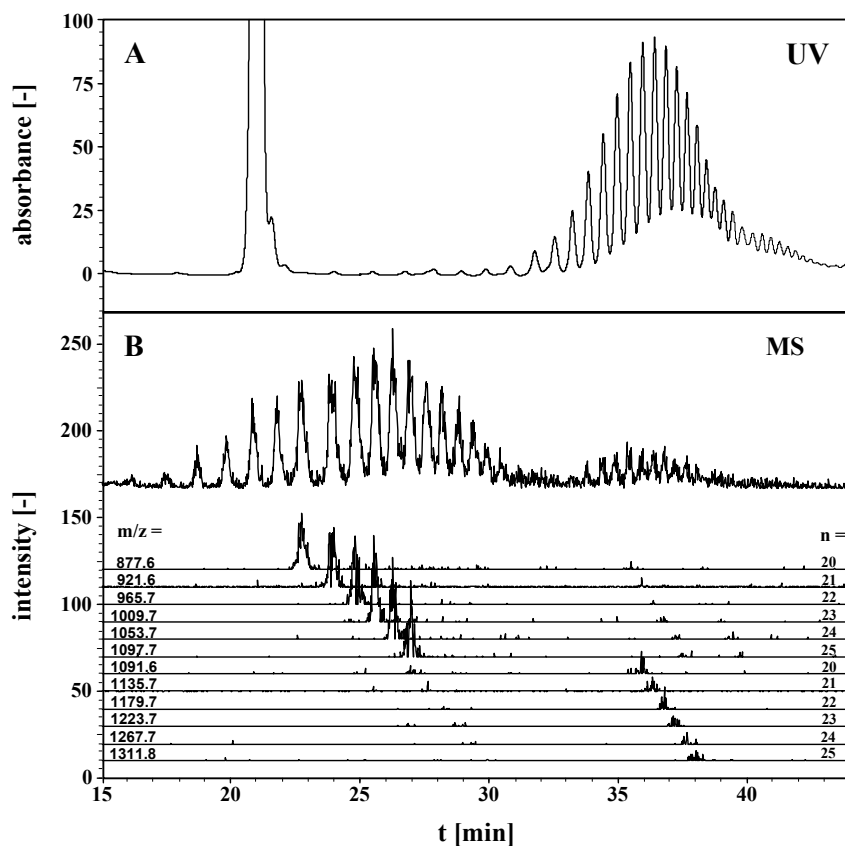 100
A
UV
75
absorbance [-]
50
25
0
250
B
MS
200
150
m/z =
n =
877.6 20
921.6 21
intensity [-]
965.7 22
100
1009.7 23
1053.7 24
1097.7 25
1091.6 20
50
1135.7 21
1179.7 22
1223.7 23
1267.7 24
1311.8 25
0
15 20 25 30 35 40
t [min]